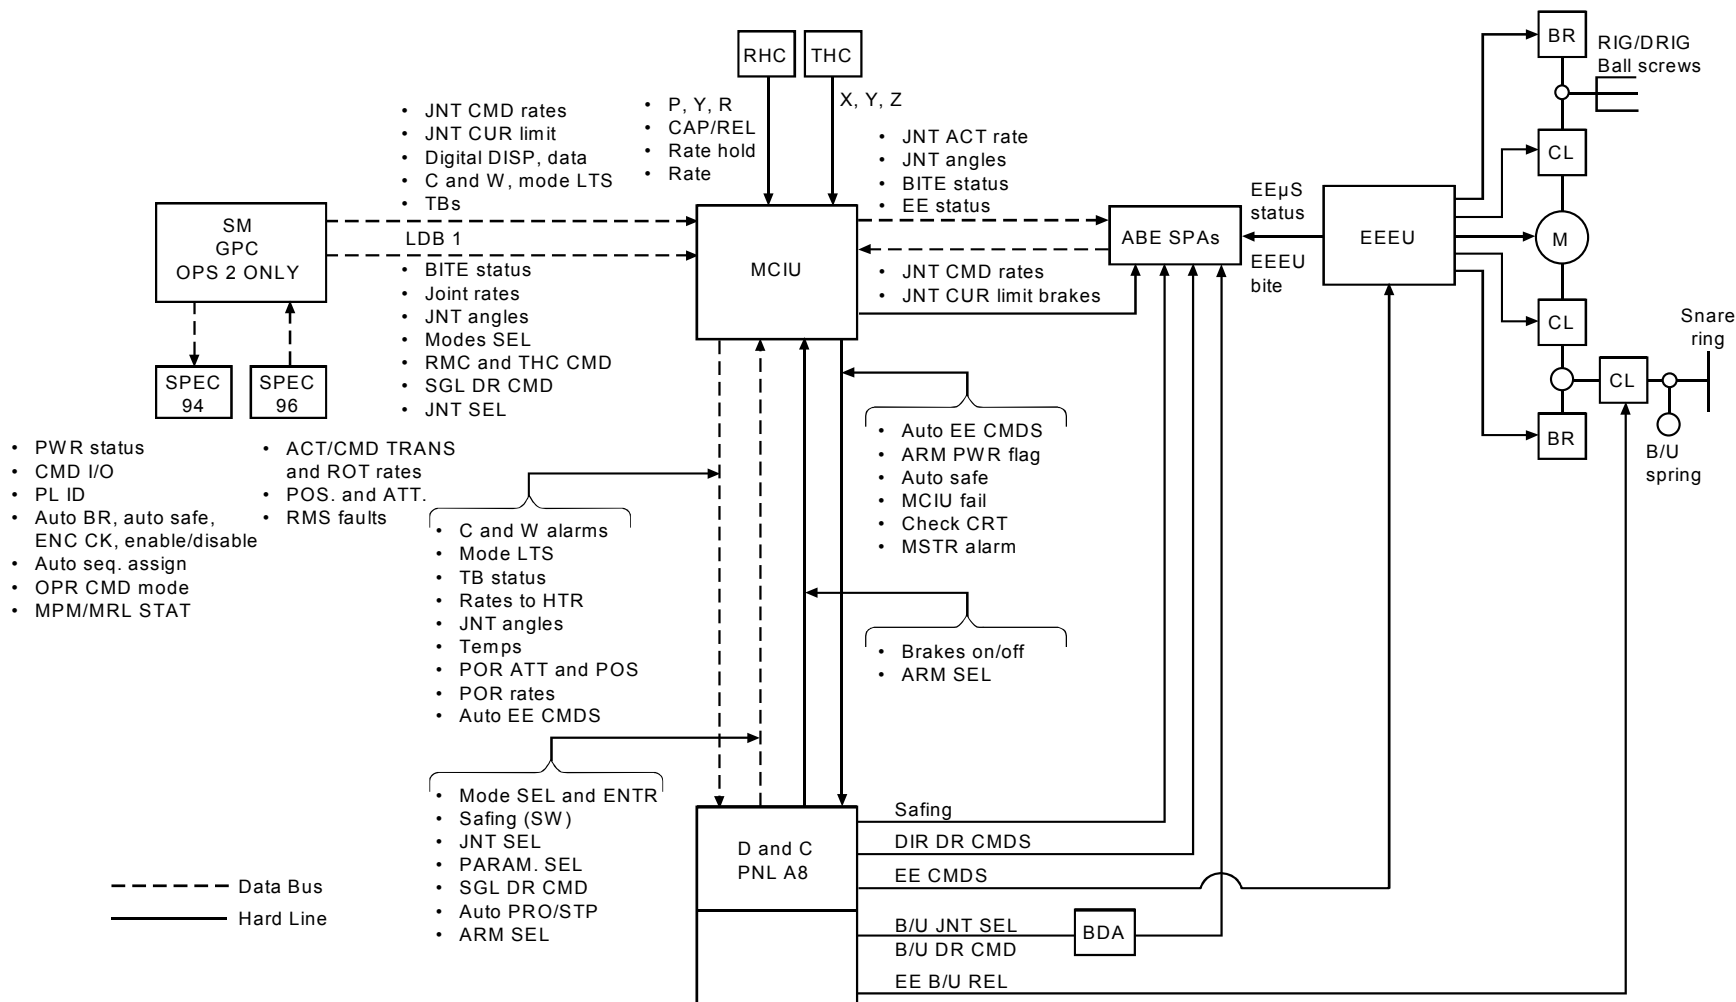 RHC
THC
BR
RIG/DRIG
Ball screws
• JNT CMD rates
• JNT CUR limit
• Digital DISP, data
• C and W, mode LTS
• TBs
• P, Y, R
• CAP/REL
• Rate hold
• Rate
X, Y, Z
• JNT ACT rate
• JNT angles
• BITE status
• EE status
CL
SM
GPC
OPS 2 ONLY
LDB 1
MCIU
ABE SPAs
EEµS
status
EEEU
bite
EEEU
M
• BITE status
• Joint rates
• JNT angles
• Modes SEL
• RMC and THC CMD
• SGL DR CMD
• JNT SEL
• JNT CMD rates
• JNT CUR limit brakes
CL
Snare
ring
SPEC
94
SPEC
96
CL
BR
B/U
spring
• PWR status
• CMD I/O
• PL ID
• Auto BR, auto safe,
ENC CK, enable/disable
• Auto seq. assign
• OPR CMD mode
• MPM/MRL STAT
• ACT/CMD TRANS
and ROT rates
• POS. and ATT.
• RMS faults
• C and W alarms
• Mode LTS
• TB status
• Rates to HTR
• JNT angles
• Temps
• POR ATT and POS
• POR rates
• Auto EE CMDS
• Auto EE CMDS
• ARM PWR flag
• Auto safe
• MCIU fail
• Check CRT
• MSTR alarm
• Brakes on/off
• ARM SEL
• Mode SEL and ENTR
• Safing (SW)
• JNT SEL
• PARAM. SEL
• SGL DR CMD
• Auto PRO/STP
• ARM SEL
D and C
PNL A8
Safing
DIR DR CMDS
EE CMDS
B/U JNT SEL
B/U DR CMD
BDA
EE B/U REL
Data Bus
Hard Line